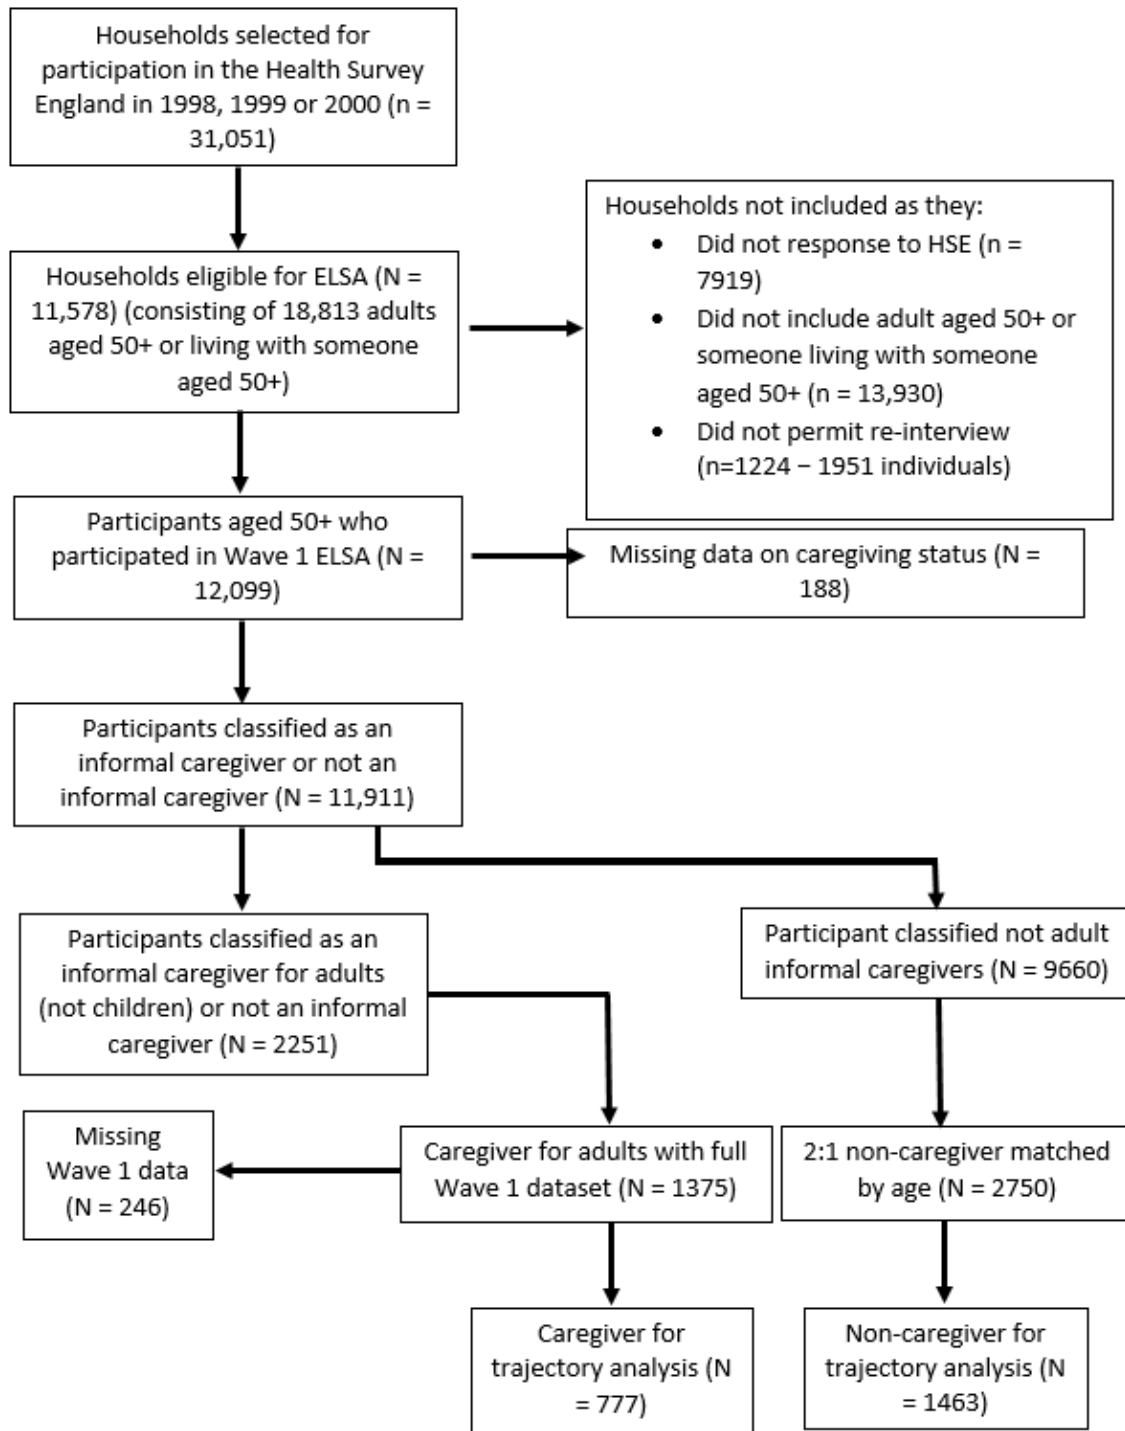 Households selected for
participation in the Health Survey
England in 1998, 1999 or 2000 (n =
31,051)
Households not included as they:
• Did not response to HSE (n =
7919)
• Did not include adult aged 50+ or
someone living with someone
aged 50+ (n = 13,930)
• Did not permit re-interview
(n=1224 – 1951 individuals)
Households eligible for ELSA (N =
11,578) (consisting of 18,813 adults
aged 50+ or living with someone
aged 50+)
Participants aged 50+ who
participated in Wave 1 ELSA (N =
12,099)
Missing data on caregiving status (N =
188)
Participants classified as an
informal caregiver or not an
informal caregiver (N = 11,911)
Participants classified as an
informal caregiver for adults
(not children) or not an informal
caregiver (N = 2251)
Participant classified not adult
informal caregivers (N = 9660)
Missing
Wave 1 data
(N = 246)
Caregiver for adults with full
Wave 1 dataset (N = 1375)
2:1 non-caregiver matched
by age (N = 2750)
Caregiver for
trajectory analysis (N
= 777)
Non-caregiver for
trajectory analysis (N
= 1463)